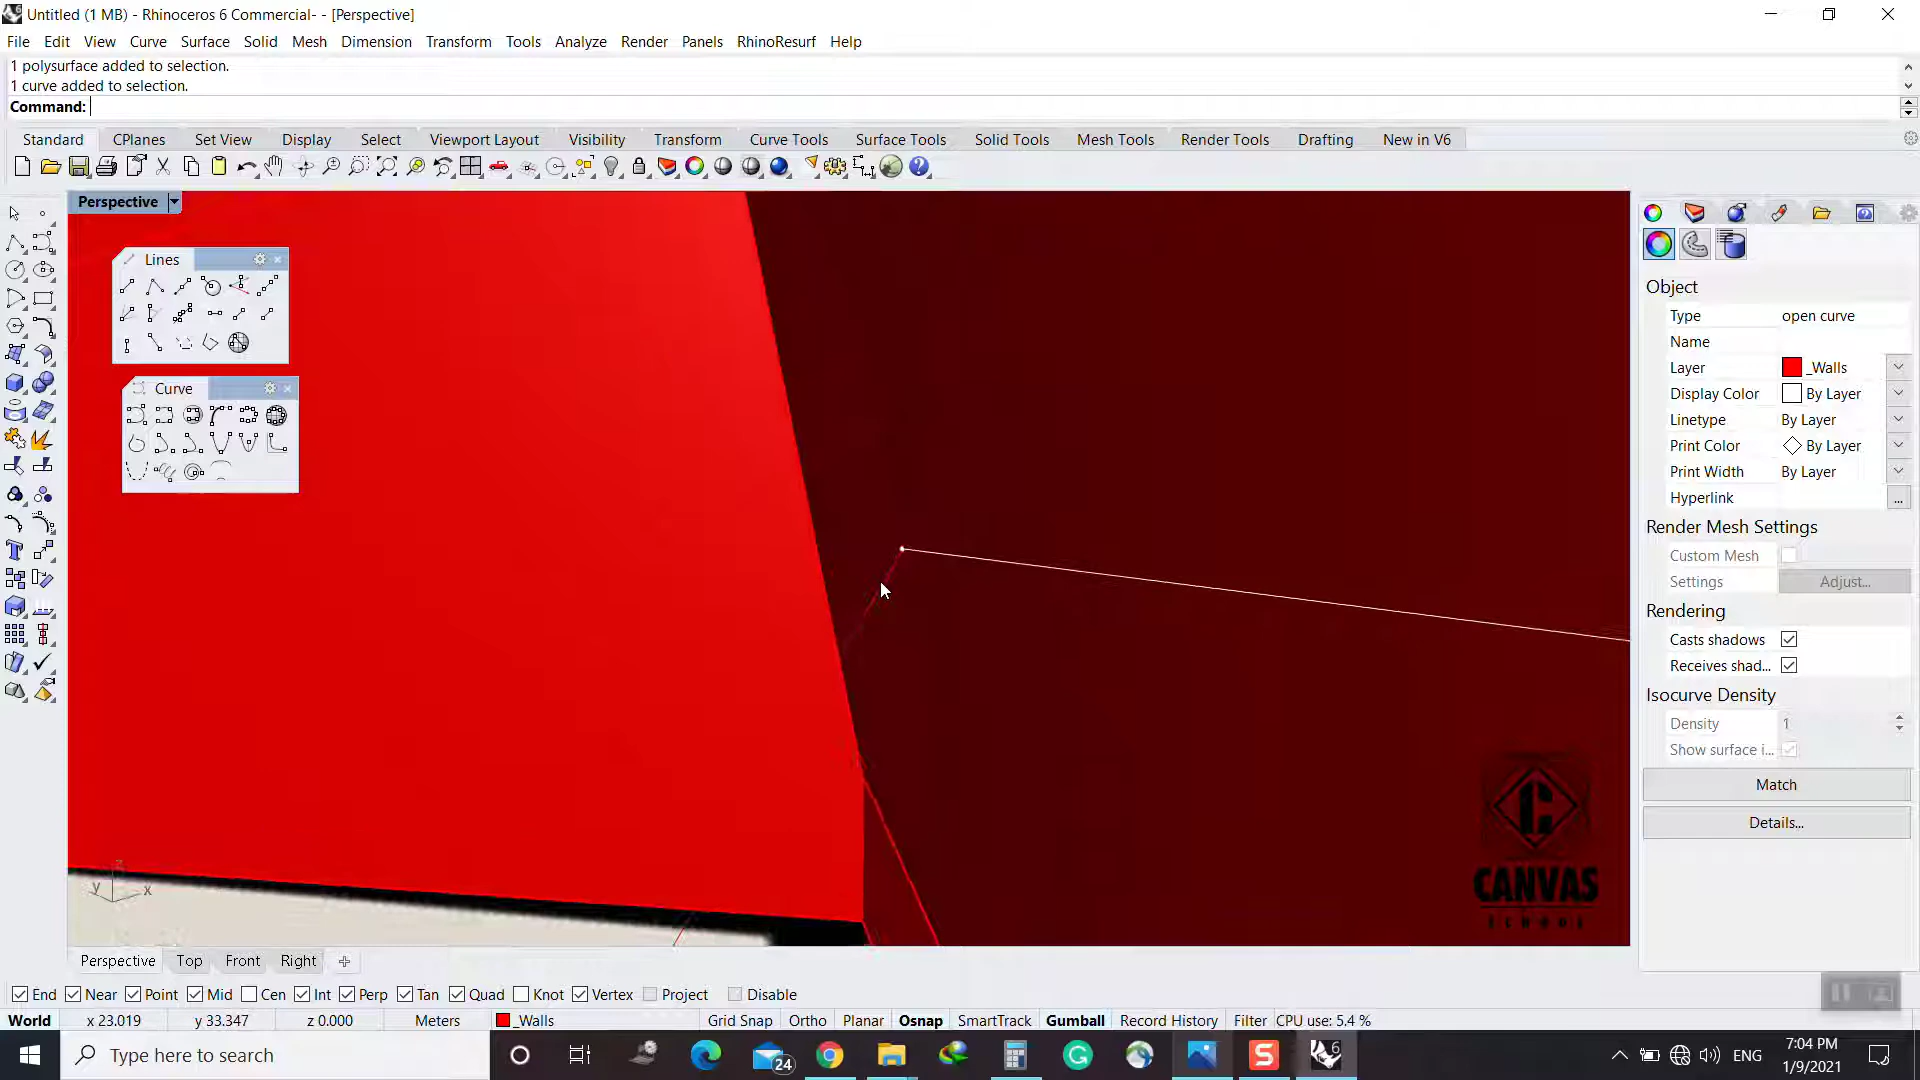 Untitled (1 MB) - Rhinoceros 6 Commercial- - [Perspective]
File Edit View Curve Surface Solid Mesh Dimension Transform Tools Analyze Render Panels RhinoResurf Help
1 polysurface added to selection.
1 curve added to selection.
Command:
Standard CPlanes Set View Display Select Viewport Layout Visibility Transform Curve Tools Surface Tools Solid Tools Mesh Tools Render Tools Drafting New in V6
Perspective
Lines
Curve
Object
Type open curve
Name
Layer _Walls
Display Color By Layer
Linetype By Layer
Print Color By Layer
Print Width By Layer
Hyperlink ...
Render Mesh Settings
Custom Mesh
Settings Adjust...
Rendering
Casts shadows
Receives shad...
Isocurve Density
Density 1
Show surface i...
Match
Details...
CANVAS
SCHOOL
z
y x
Perspective Top Front Right
End Near Point Mid Cen Int Perp Tan Quad Knot Vertex Project Disable
World x 23.019 y 33.347 z 0.000 Meters _Walls Grid Snap Ortho Planar Osnap SmartTrack Gumball Record History Filter CPU use: 5.4 %
Type here to search
24
6
ENG
7:04 PM
1/9/2021